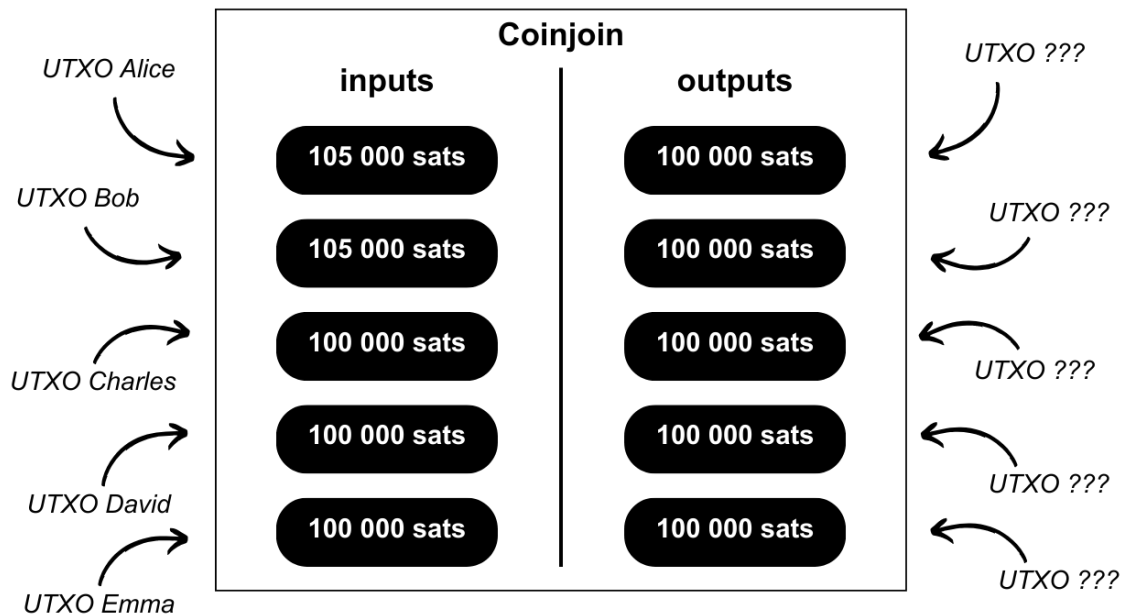 Coinjoin
inputs
outputs
UTXO Alice
105 000 sats
100 000 sats
UTXO ???
UTXO Bob
105 000 sats
100 000 sats
UTXO ???
UTXO Charles
100 000 sats
100 000 sats
UTXO ???
UTXO David
100 000 sats
100 000 sats
UTXO ???
UTXO Emma
100 000 sats
100 000 sats
UTXO ???